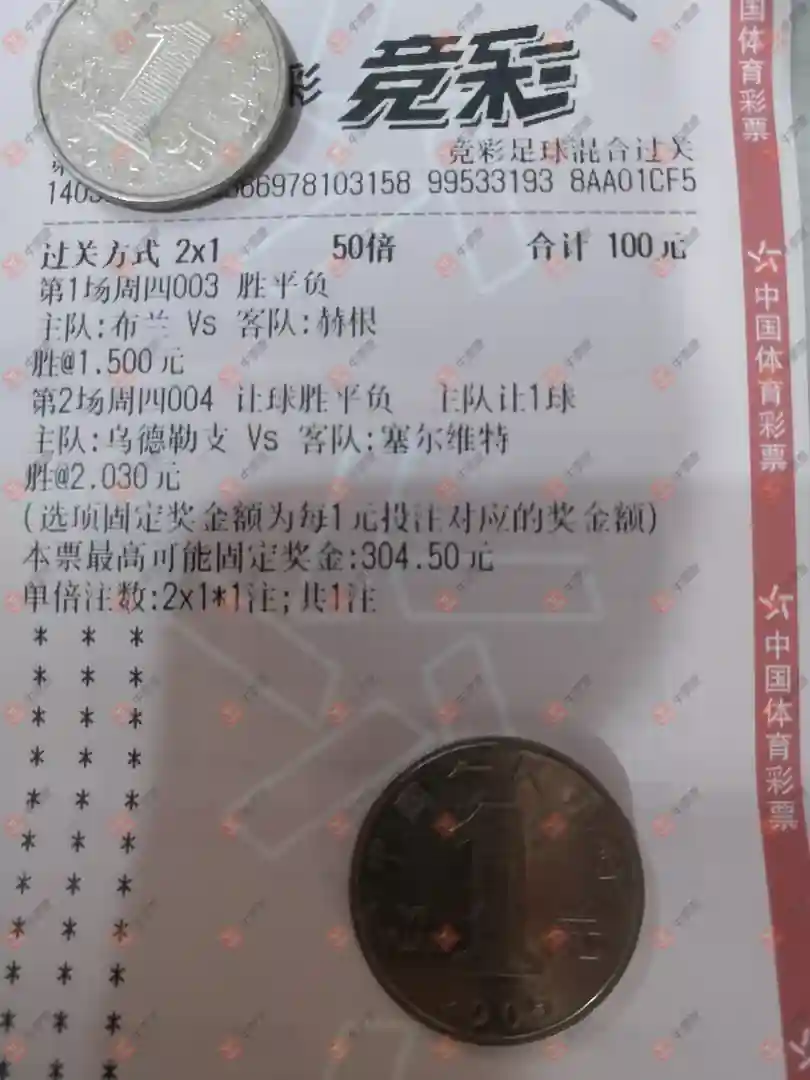 彩 竞彩
竞彩足球混合过关
66978103158 99533193 8AA01CF5
过关方式 2x1 50倍 合计 100元
第1场周四003 胜平负
主队:布兰 Vs 客队:赫根
胜@1.500元
第2场周四004 让球胜平负 主队让1球
主队:乌德勒支 Vs 客队:塞尔维特
胜@2.030元
(选项固定奖金额为每1元投注对应的奖金额)
本票最高可能固定奖金:304.50元
单倍注数:2x1*1注;共1注
* * *
* * *
* * *
* * *
* * *
* * *
* * *
* * *
* * *
* * *
* * *
国体育彩票
中国体育彩票
中国体育彩票
1
1